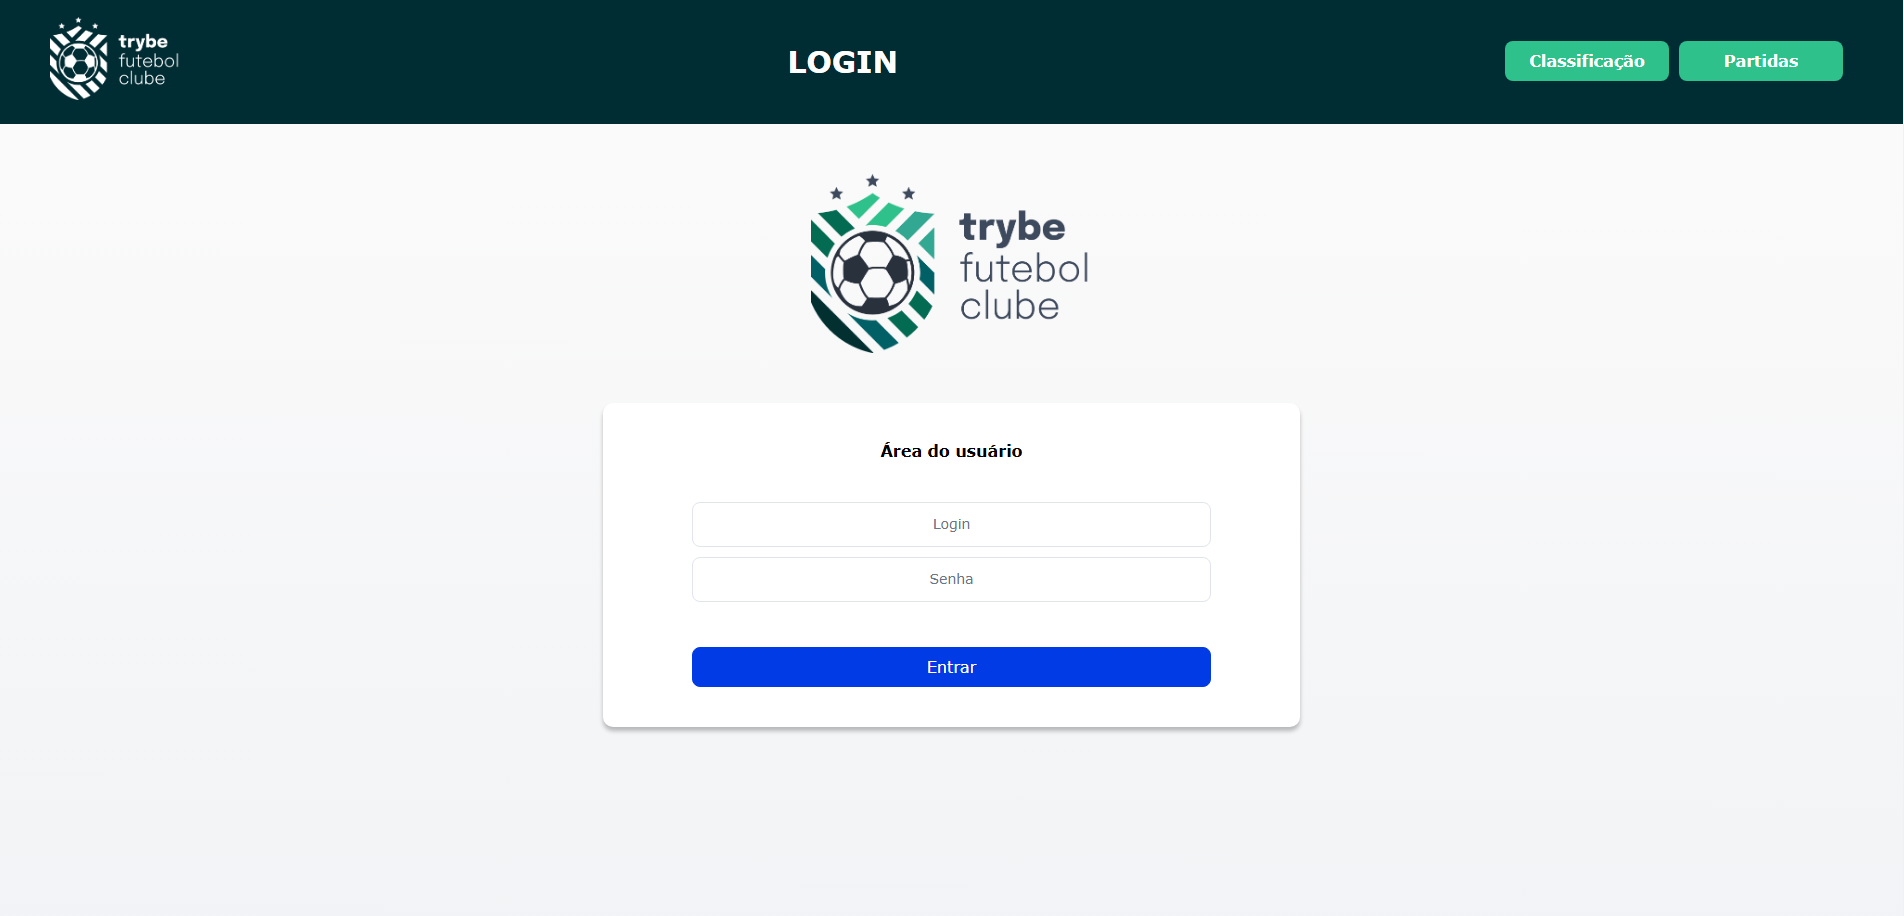 trybe
futebol
clube
LOGIN
Classificação
Partidas
trybe
futebol
clube
Área do usuário
Login
Senha
Entrar